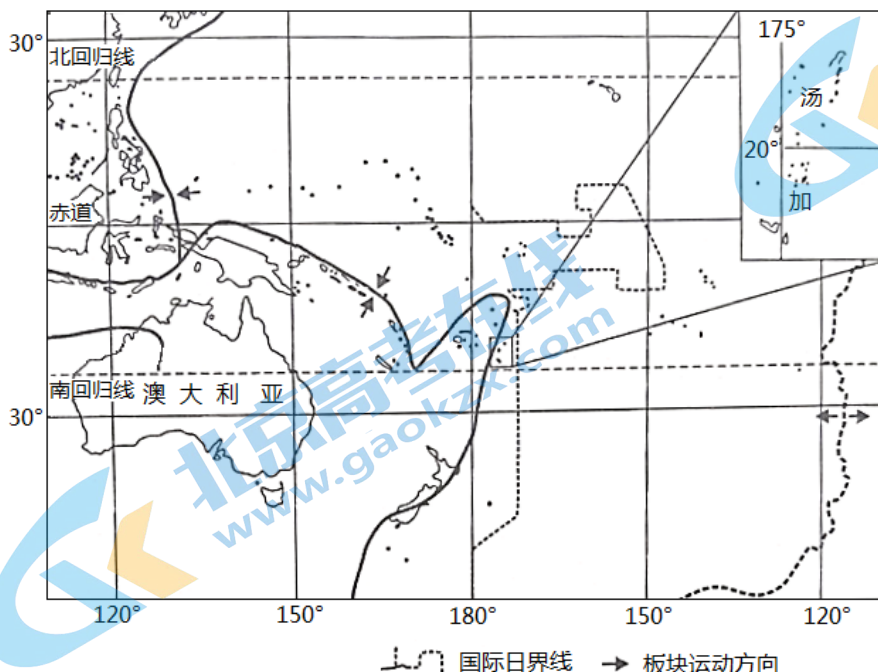 30°
北回归线
赤道
南回归线
澳大利亚
30°
120°
150°
180°
150°
120°
175°
汤
20°
加
北京高考在线
www.gaokzx.com
国际日界线
板块运动方向